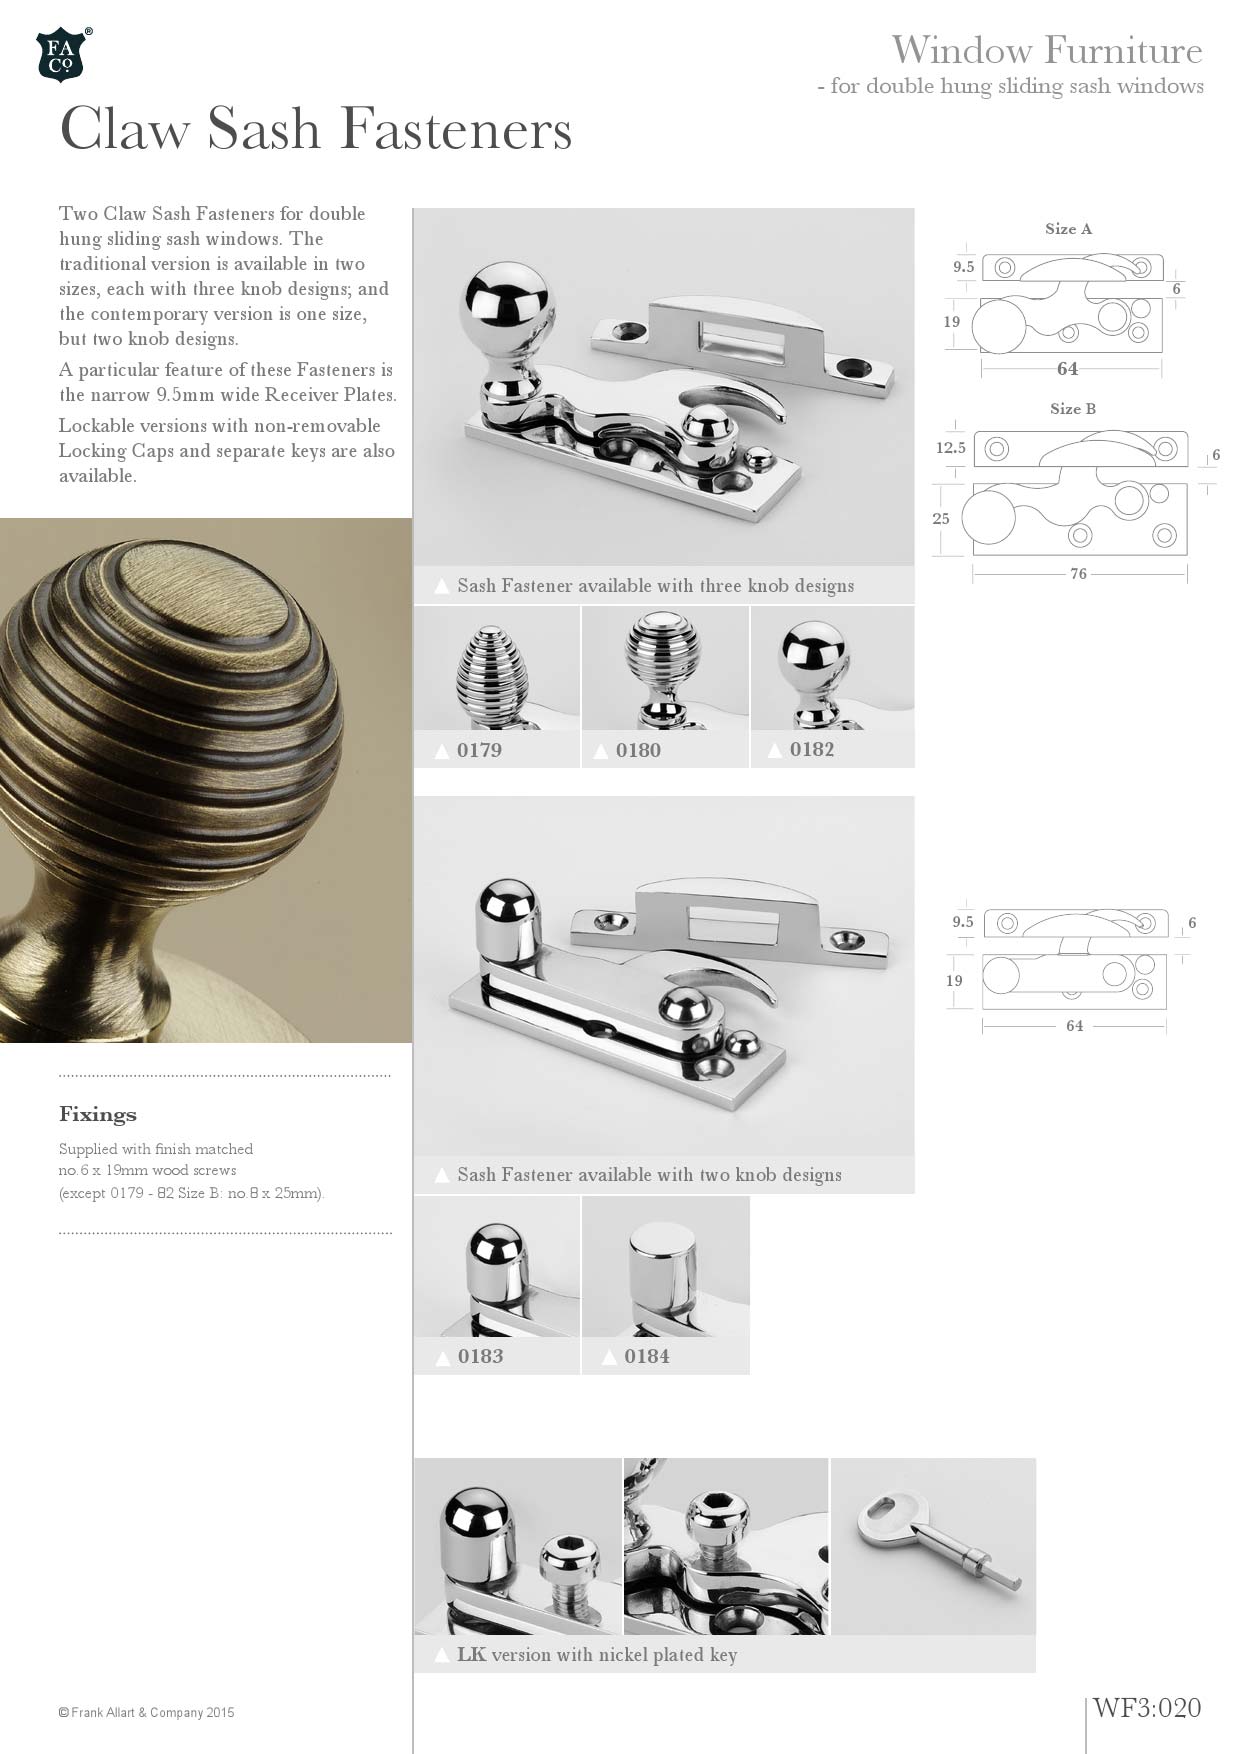 FA
Co.
®
Window Furniture
- for double hung sliding sash windows
Claw Sash Fasteners
Two Claw Sash Fasteners for double
hung sliding sash windows. The
traditional version is available in two
sizes, each with three knob designs; and
the contemporary version is one size,
but two knob designs.
A particular feature of these Fasteners is
the narrow 9.5mm wide Receiver Plates.
Lockable versions with non-removable
Locking Caps and separate keys are also
available.
Size A
9.5
6
19
64
Size B
12.5
6
25
76
Sash Fastener available with three knob designs
0179
0180
0182
9.5
6
19
64
Sash Fastener available with two knob designs
0183
0184
Fixings
Supplied with finish matched
no.6 x 19mm wood screws
(except 0179 - 82 Size B: no.8 x 25mm).
LK version with nickel plated key
© Frank Allart & Company 2015
WF3:020